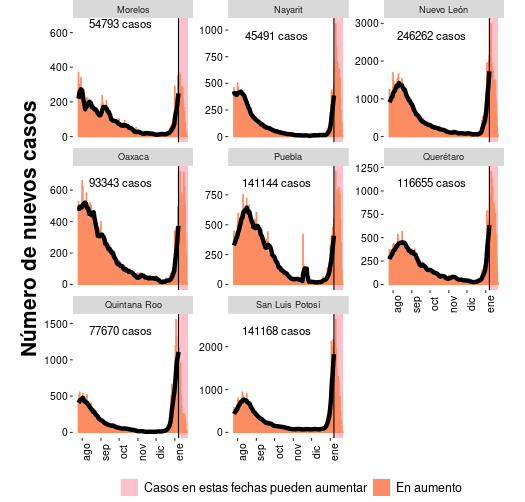 Número de nuevos casos
Morelos
54793 casos
600
400
200
0
Nayarit
45491 casos
1000
750
500
250
0
Nuevo León
246262 casos
3000
2000
1000
0
Oaxaca
93343 casos
600
400
200
0
Puebla
141144 casos
750
500
250
0
Querétaro
116655 casos
1250
1000
750
500
250
0
ago sep oct nov dic ene
Quintana Roo
77670 casos
1500
1000
500
0
ago sep oct nov dic ene
San Luis Potosí
141168 casos
2000
1000
0
ago sep oct nov dic ene
Casos en estas fechas pueden aumentar
En aumento